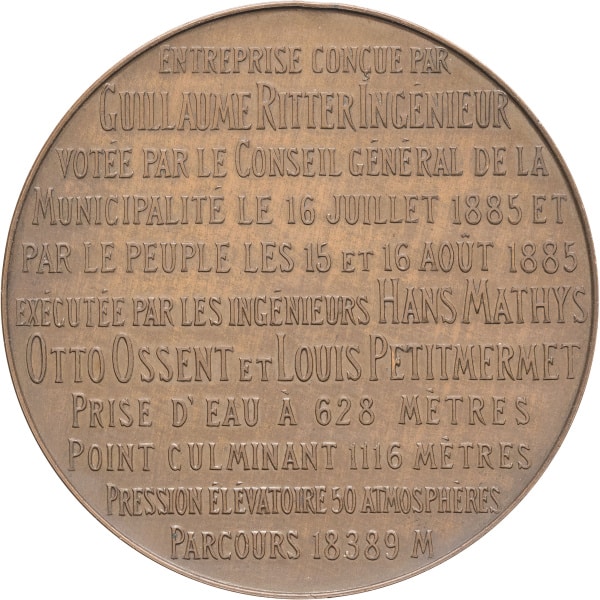 ENTREPRISE CONÇUE PAR
GUILLAUME RITTER INGÉNIEUR
VOTÉE PAR LE CONSEIL GÉNÉRAL DE LA
MUNICIPALITÉ LE 16 JUILLET 1885 ET
PAR LE PEUPLE LES 15 ET 16 AOÛT 1885
EXÉCUTÉE PAR LES INGÉNIEURS HANS MATHYS
OTTO OSSENT ET LOUIS PETITMERMET
PRISE D'EAU À 628 MÈTRES
POINT CULMINANT 1116 MÈTRES
PRESSION ÉLÉVATOIRE 50 ATMOSPHÈRES
PARCOURS 18389 M